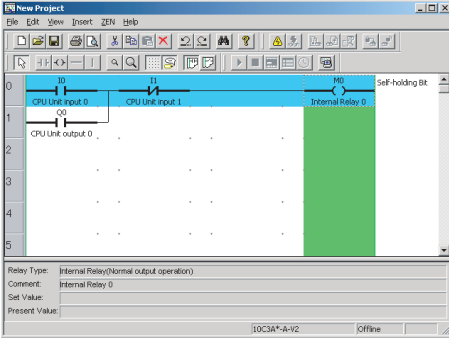 New Project
File Edit View Insert ZEN Help
0 I0 I1 M0 Self-holding Bit
CPU Unit input 0 CPU Unit input 1 Internal Relay 0
1 Q0
CPU Unit output 0
2
3
4
5
Relay Type: Internal Relay(Normal output operation)
Comment: Internal Relay 0
Set Value:
Present Value:
10C3A*-A-V2 Offline